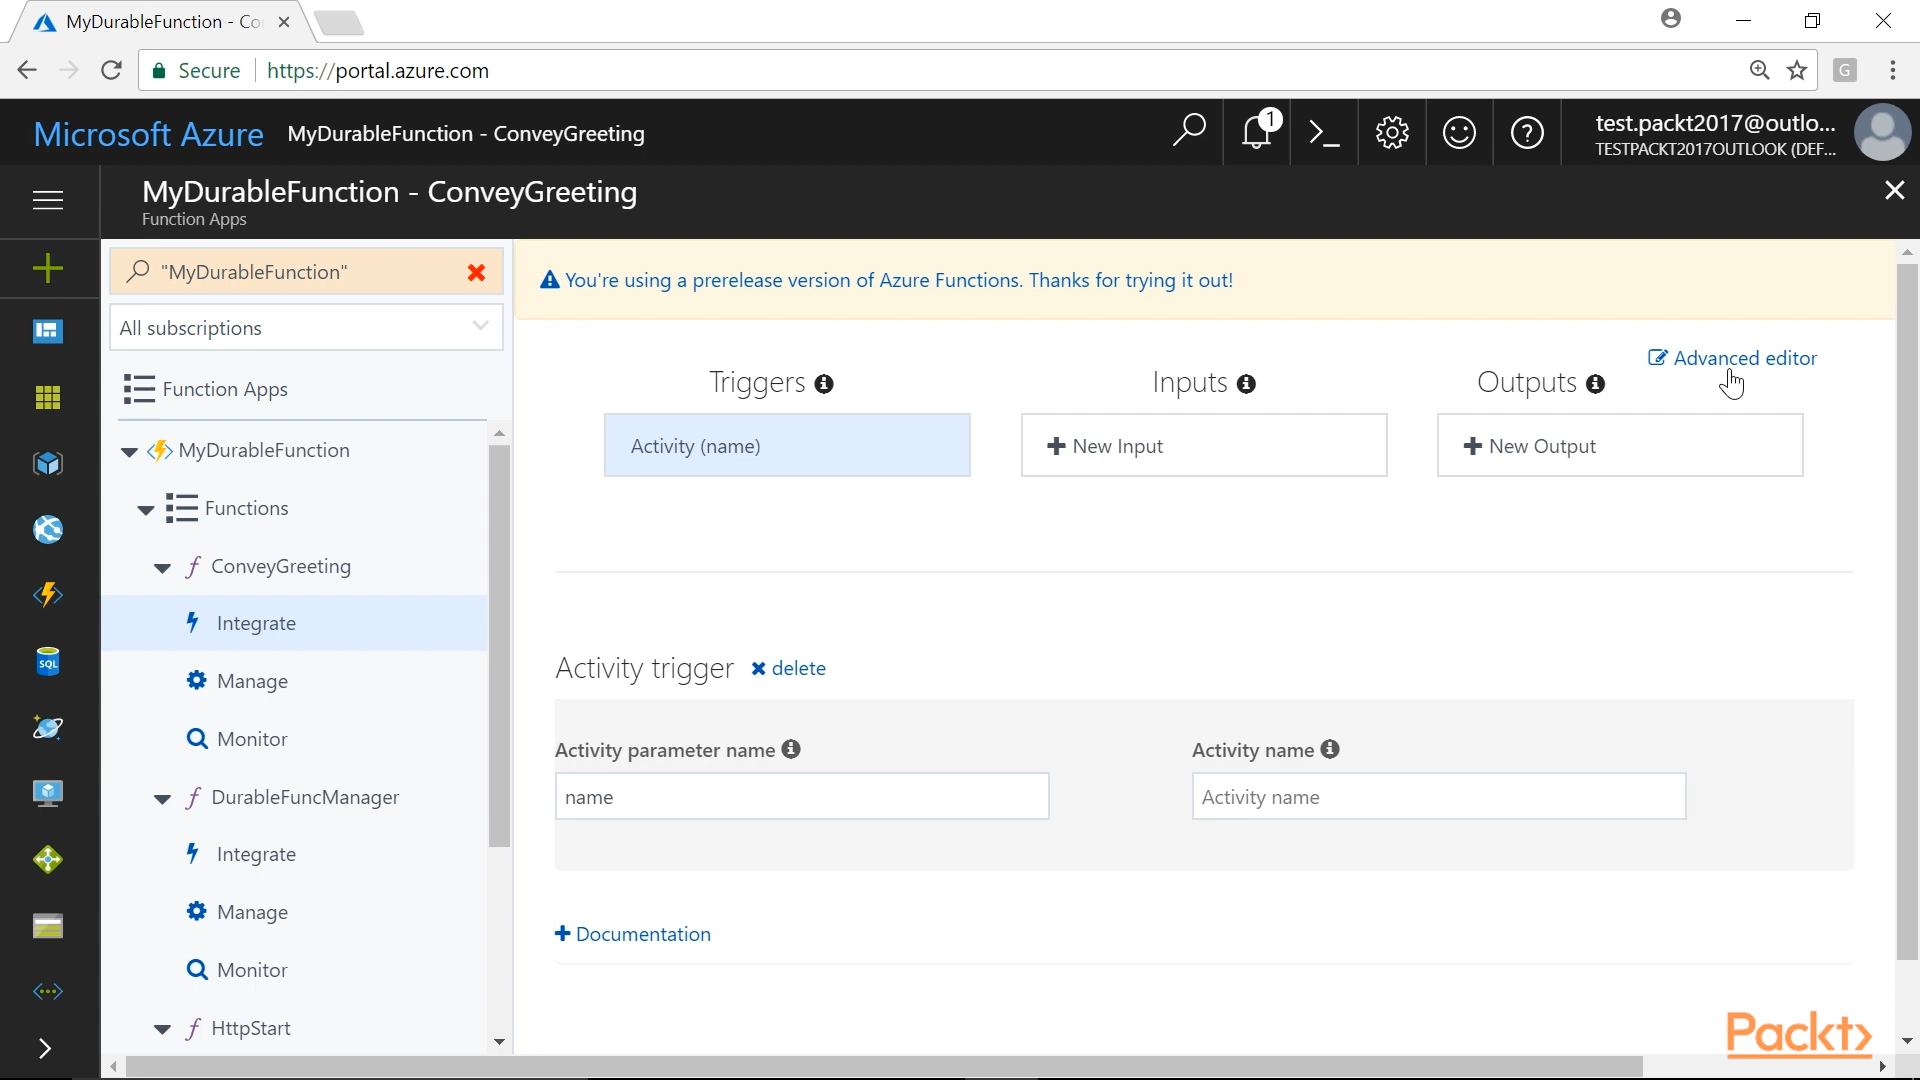 MyDurableFunction - Co
Secure
https://portal.azure.com
G
Microsoft Azure
MyDurableFunction - ConveyGreeting
1
test.packt2017@outlo...
TESTPACKT2017OUTLOOK (DEF...
MyDurableFunction - ConveyGreeting
Function Apps
"MyDurableFunction"
You're using a prerelease version of Azure Functions. Thanks for trying it out!
All subscriptions
Advanced editor
Triggers
Inputs
Outputs
Function Apps
Activity (name)
New Input
New Output
MyDurableFunction
Functions
ConveyGreeting
Integrate
Activity trigger
delete
SQL
Manage
Monitor
Activity parameter name
Activity name
DurableFuncManager
name
Activity name
Integrate
Manage
Documentation
Monitor
HttpStart
Packt>